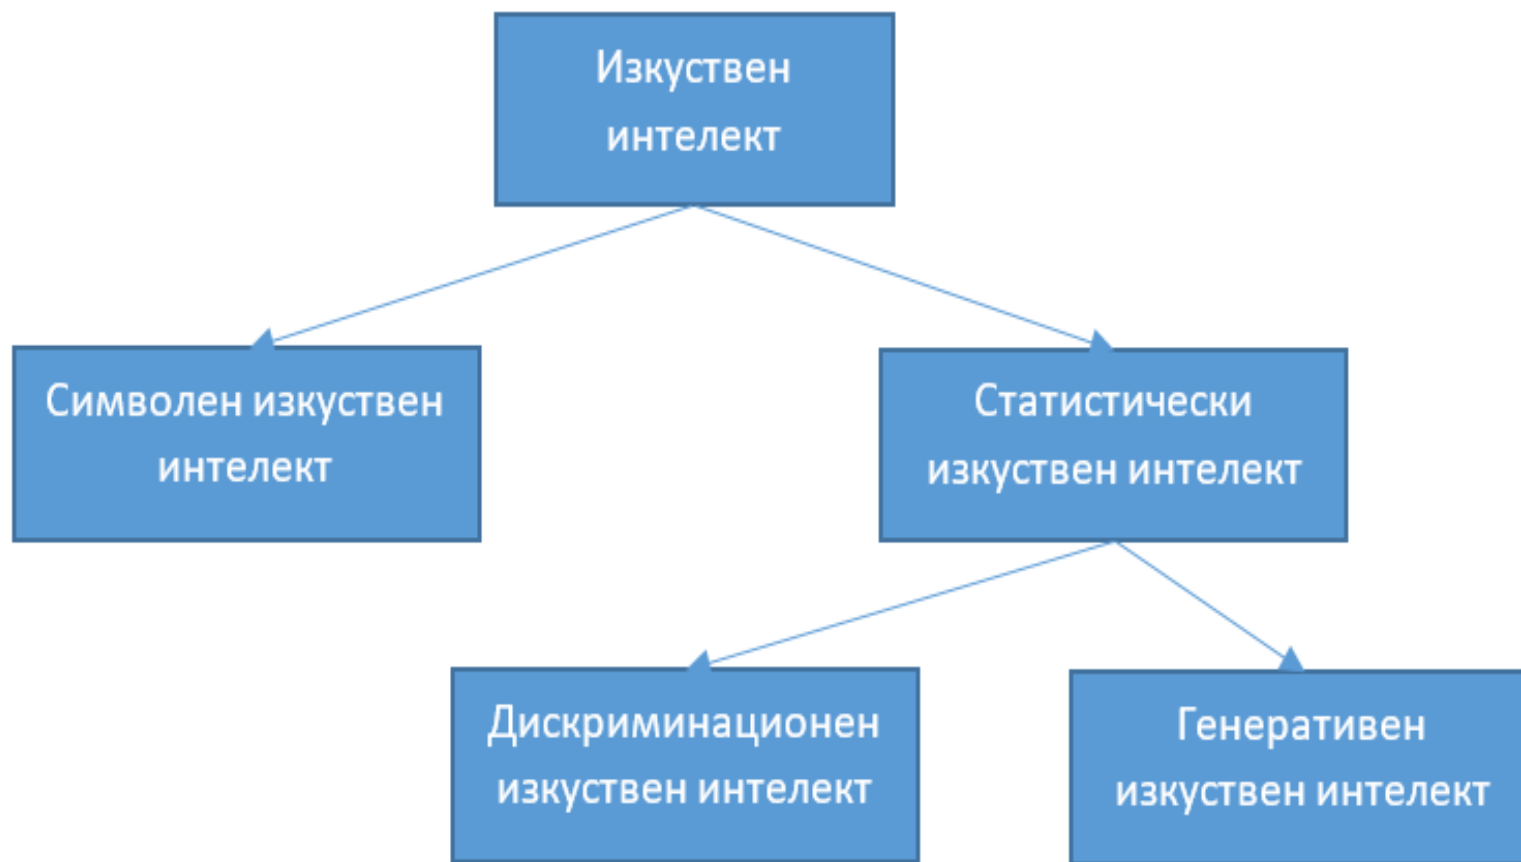 Изкуствен
интелект
Символен изкуствен
интелект
Статистически
изкуствен интелект
Дискриминационен
изкуствен интелект
Генеративен
изкуствен интелект